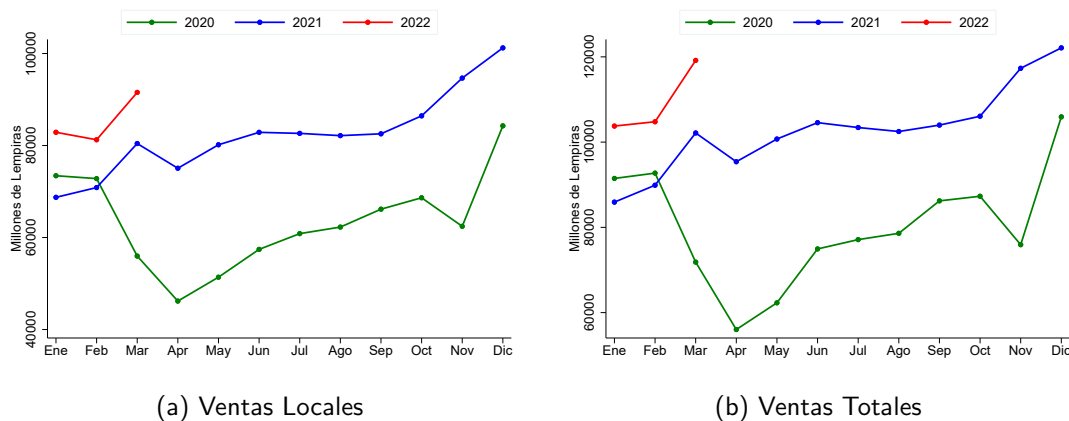 2020 2021 2022
Millones de Lempiras
100000
80000
60000
40000
Ene Feb Mar Apr May Jun Jul Ago Sep Oct Nov Dic
(a) Ventas Locales
2020 2021 2022
Millones de Lempiras
120000
100000
80000
60000
Ene Feb Mar Apr May Jun Jul Ago Sep Oct Nov Dic
(b) Ventas Totales